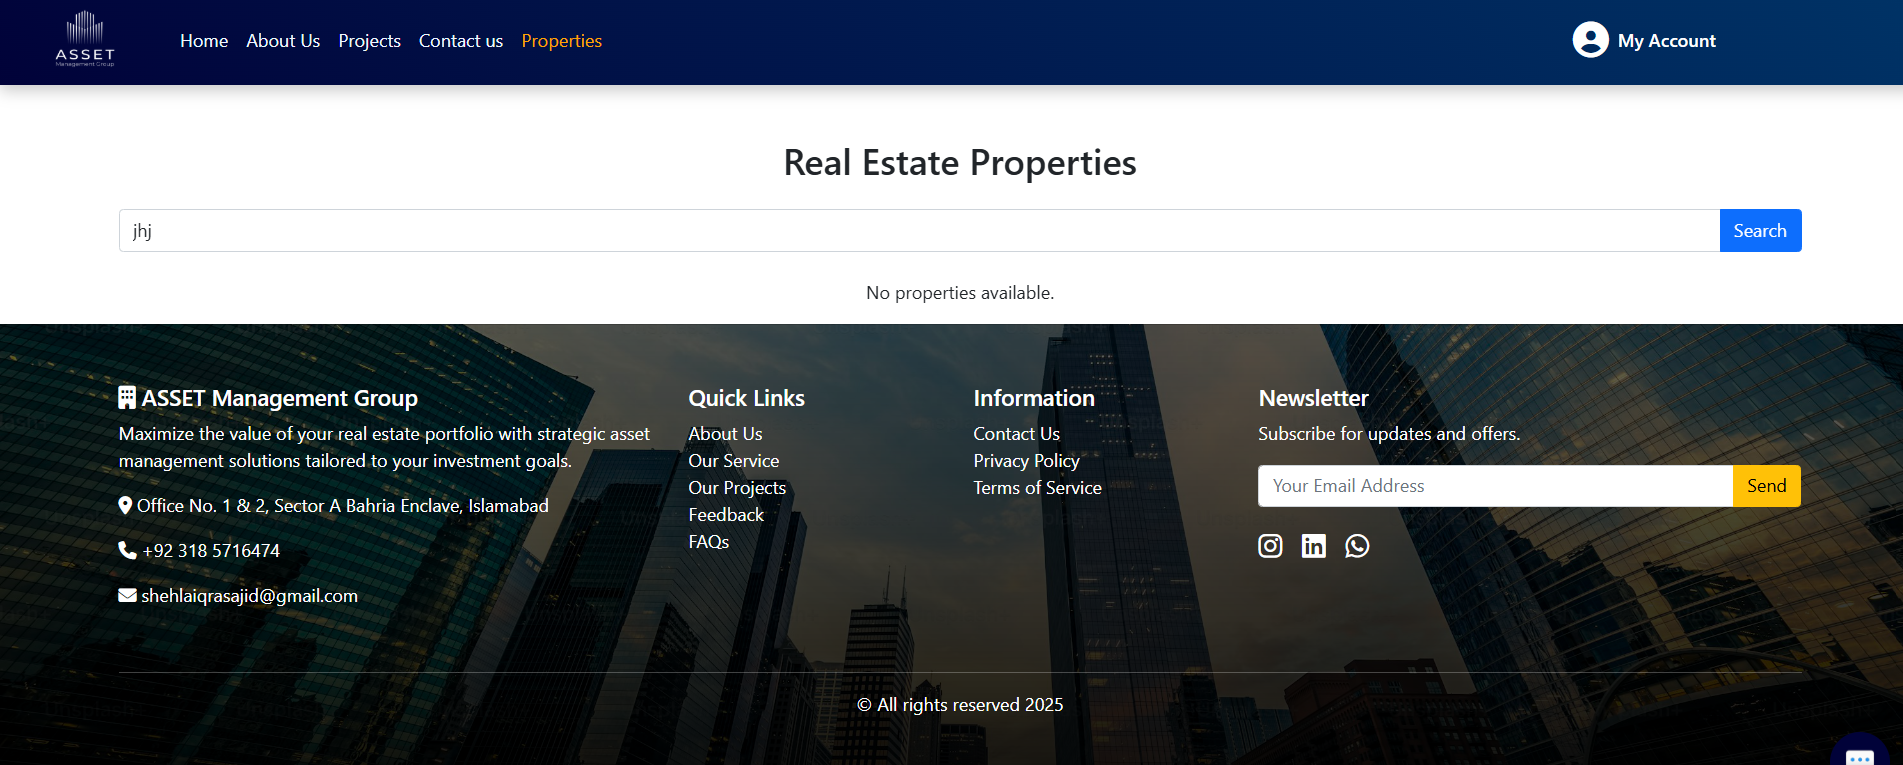 ASSET
Management Group
Home
About Us
Projects
Contact us
Properties
My Account
Real Estate Properties
jhj
Search
No properties available.
ASSET Management Group
Maximize the value of your real estate portfolio with strategic asset
management solutions tailored to your investment goals.
Office No. 1 & 2, Sector A Bahria Enclave, Islamabad
+92 318 5716474
shehlaiqrasajid@gmail.com
Quick Links
About Us
Our Service
Our Projects
Feedback
FAQs
Information
Contact Us
Privacy Policy
Terms of Service
Newsletter
Subscribe for updates and offers.
Your Email Address
Send
© All rights reserved 2025